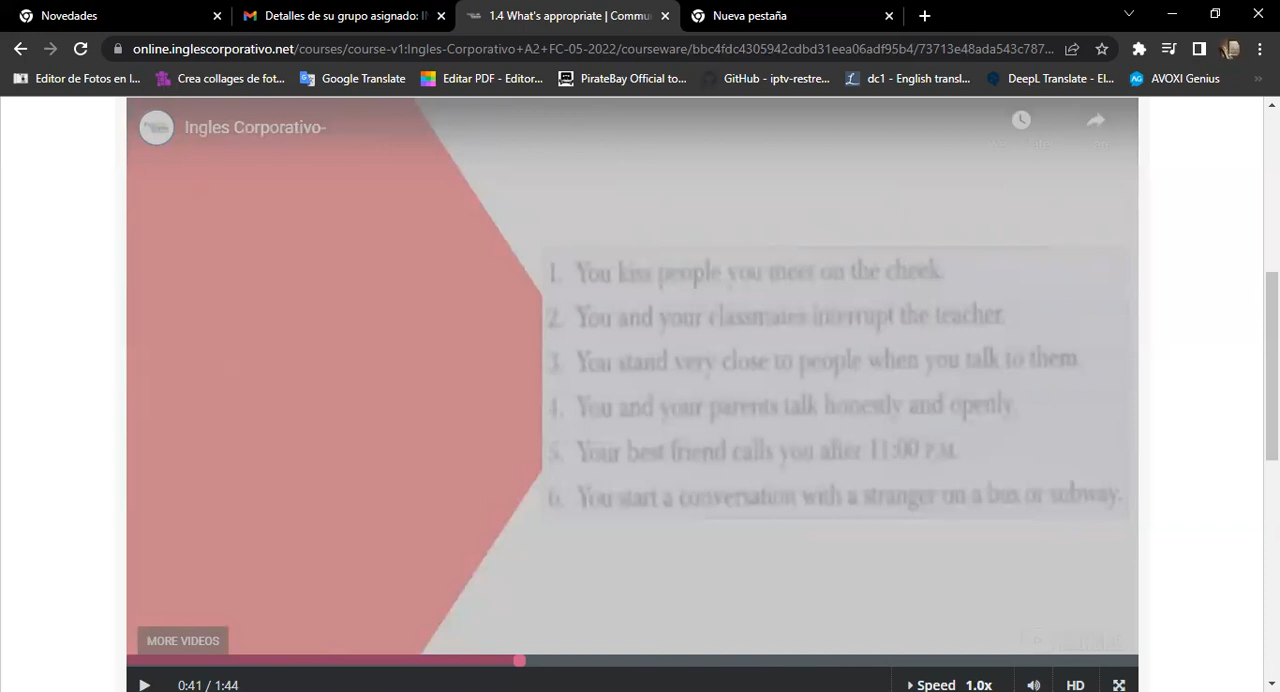 Novedades
Detalles de su grupo asignado: IN
1.4 What's appropriate | Commu
Nueva pestaña
online.inglescorporativo.net/courses/course-v1:Ingles-Corporativo+A2+FC-05-2022/courseware/bbc4fdc4305942cdbd31eea06adf95b4/73713e48ada543c787...
Editor de Fotos en l...
Crea collages de fot...
Google Translate
Editar PDF - Editor...
PirateBay Official to...
GitHub - iptv-restre...
dc1 - English transl...
DeepL Translate - El...
AVOXI Genius
Ingles Corporativo-
1. You kiss people you meet on the cheek.
2. You and your classmates interrupt the teacher.
3. You stand very close to people when you talk to them.
4. You and your parents talk honestly and openly.
5. Your best friend calls you after 11:00 P.M.
6. You start a conversation with a stranger on a bus or subway.
MORE VIDEOS
0:41 / 1:44
Speed 1.0x
HD